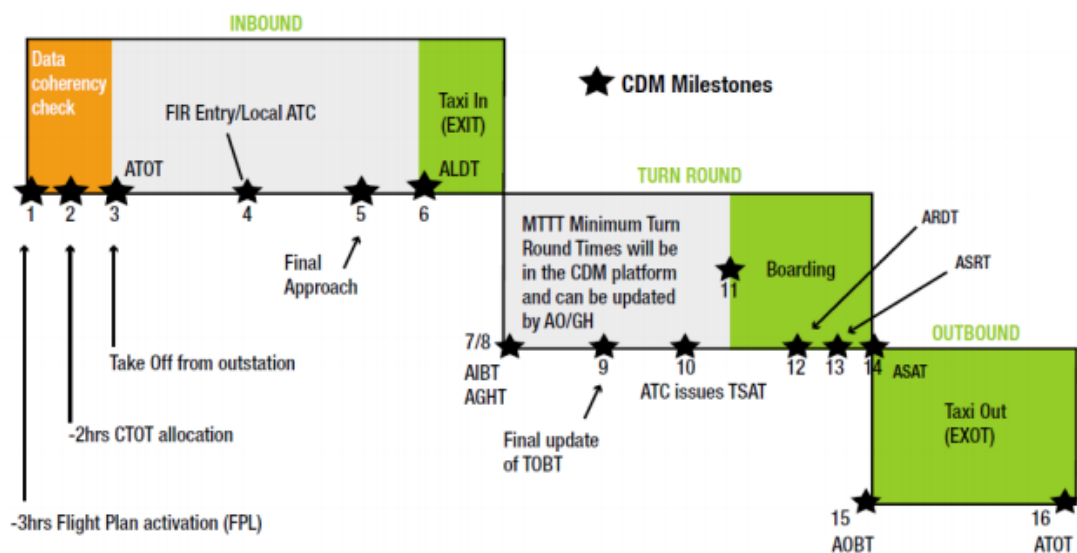 INBOUND
Data
coherency
check
CDM Milestones
FIR Entry/Local ATC
Taxi In
(EXIT)
ATOT
ALDT
1
2
3
4
5
6
TURN ROUND
Final
Approach
MTTT Minimum Turn
Round Times will be
in the CDM platform
and can be updated
by AO/GH
11
Boarding
ARDT
ASRT
OUTBOUND
Take Off from outstation
7/8
AIBT
AGHT
9
10
ATC issues TSAT
12
13
14
ASAT
Final update
of TOBT
-2hrs CTOT allocation
Taxi Out
(EXOT)
-3hrs Flight Plan activation (FPL)
15
AOBT
16
ATOT